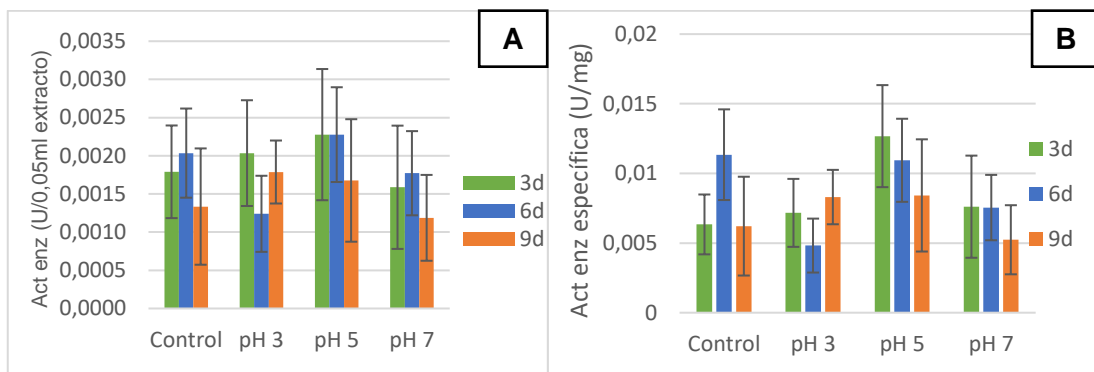 A
Act enz (U/0,05ml extracto)
0,0035
0,0030
0,0025
0,0020
0,0015
0,0010
0,0005
0,0000
Control pH 3 pH 5 pH 7
3d
6d
9d
B
Act enz específica (U/mg)
0,02
0,015
0,01
0,005
0
Control pH 3 pH 5 pH 7
3d
6d
9d